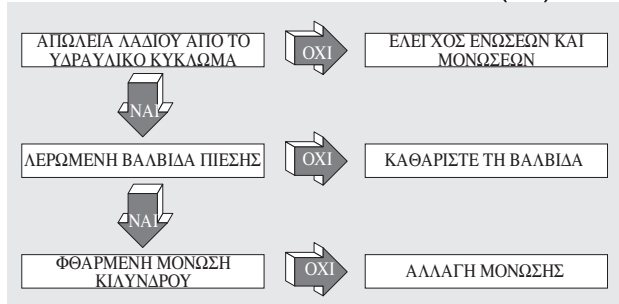 ΑΠΩΛΕΙΑ ΛΑΔΙΟΥ ΑΠΟ ΤΟ
ΥΔΡΑΥΛΙΚΟ ΚΥΚΛΩΜΑ
ΟΧΙ
ΕΛΕΓΧΟΣ ΕΝΩΣΕΩΝ ΚΑΙ
ΜΟΝΩΣΕΩΝ
ΝΑΙ
ΛΕΡΩΜΕΝΗ ΒΑΛΒΙΔΑ ΠΙΕΣΗΣ
ΟΧΙ
ΚΑΘΑΡΙΣΤΕ ΤΗ ΒΑΛΒΙΔΑ
ΝΑΙ
ΦΘΑΡΜΕΝΗ ΜΟΝΩΣΗ
ΚΙΛΥΝΔΡΟΥ
ΟΧΙ
ΑΛΛΑΓΗ ΜΟΝΩΣΗΣ